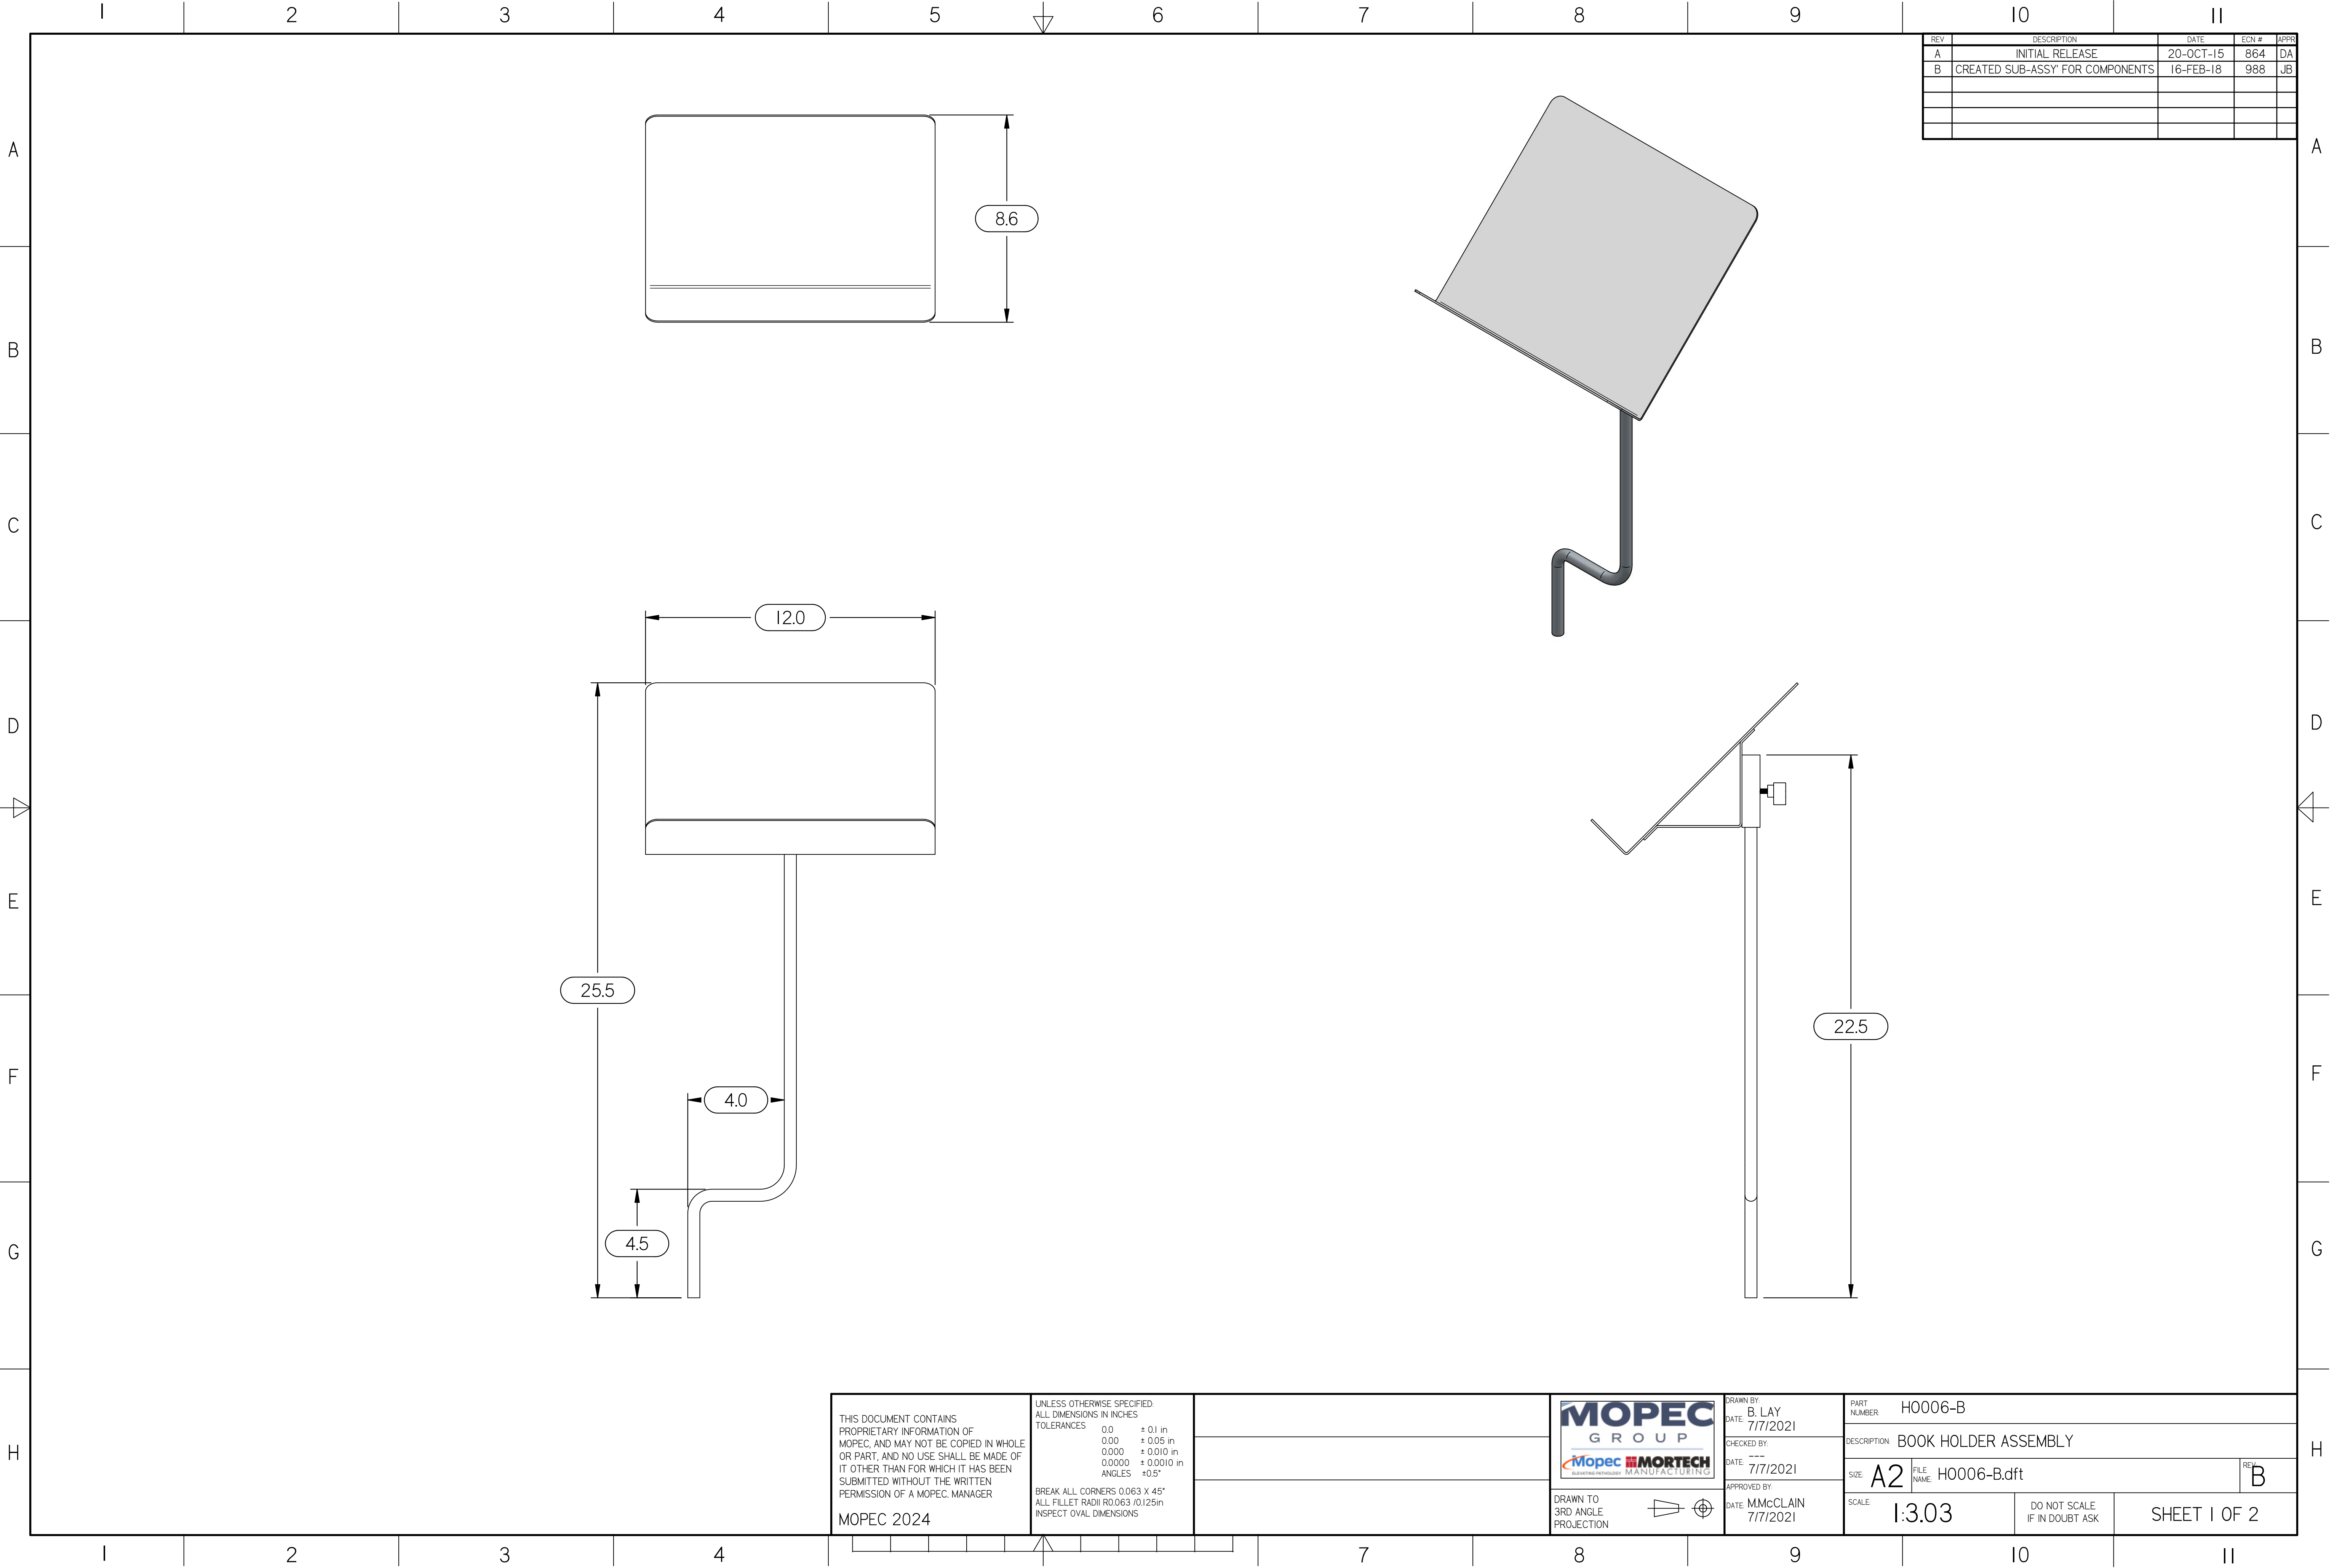 1 2 3 4 5 6 7 8 9 10 11
REV DESCRIPTION DATE ECN # APPR
A INITIAL RELEASE 20-OCT-15 864 DA
B CREATED SUB-ASSY' FOR COMPONENTS 16-FEB-18 988 JB
A A
8.6
B B
C C
12.0
D D
E E
25.5
22.5
F F
4.0
4.5
G G
H H
THIS DOCUMENT CONTAINS
PROPRIETARY INFORMATION OF
MOPEC, AND MAY NOT BE COPIED IN WHOLE
OR PART, AND NO USE SHALL BE MADE OF
IT OTHER THAN FOR WHICH IT HAS BEEN
SUBMITTED WITHOUT THE WRITTEN
PERMISSION OF A MOPEC. MANAGER
MOPEC 2024
UNLESS OTHERWISE SPECIFIED:
ALL DIMENSIONS IN INCHES
TOLERANCES
0.0 ± 0.1 in
0.00 ± 0.05 in
0.000 ± 0.010 in
0.0000 ± 0.0010 in
ANGLES ±0.5°
BREAK ALL CORNERS 0.063 X 45°
ALL FILLET RADII R0.063 /0.125in
INSPECT OVAL DIMENSIONS
MOPEC
GROUP
Mopec
ELEVATING PATHOLOGY
MORTECH
MANUFACTURING
DRAWN TO
3RD ANGLE
PROJECTION
DRAWN BY:
B. LAY
DATE: 7/7/2021
CHECKED BY:
---
DATE: 7/7/2021
APPROVED BY:
M.McCLAIN
DATE: 7/7/2021
PART NUMBER: H0006-B
DESCRIPTION: BOOK HOLDER ASSEMBLY
SIZE: A2
FILE NAME: H0006-B.dft
REV: B
SCALE: 1:3.03
DO NOT SCALE
IF IN DOUBT ASK
SHEET 1 OF 2
1 2 3 4 7 8 9 10 11